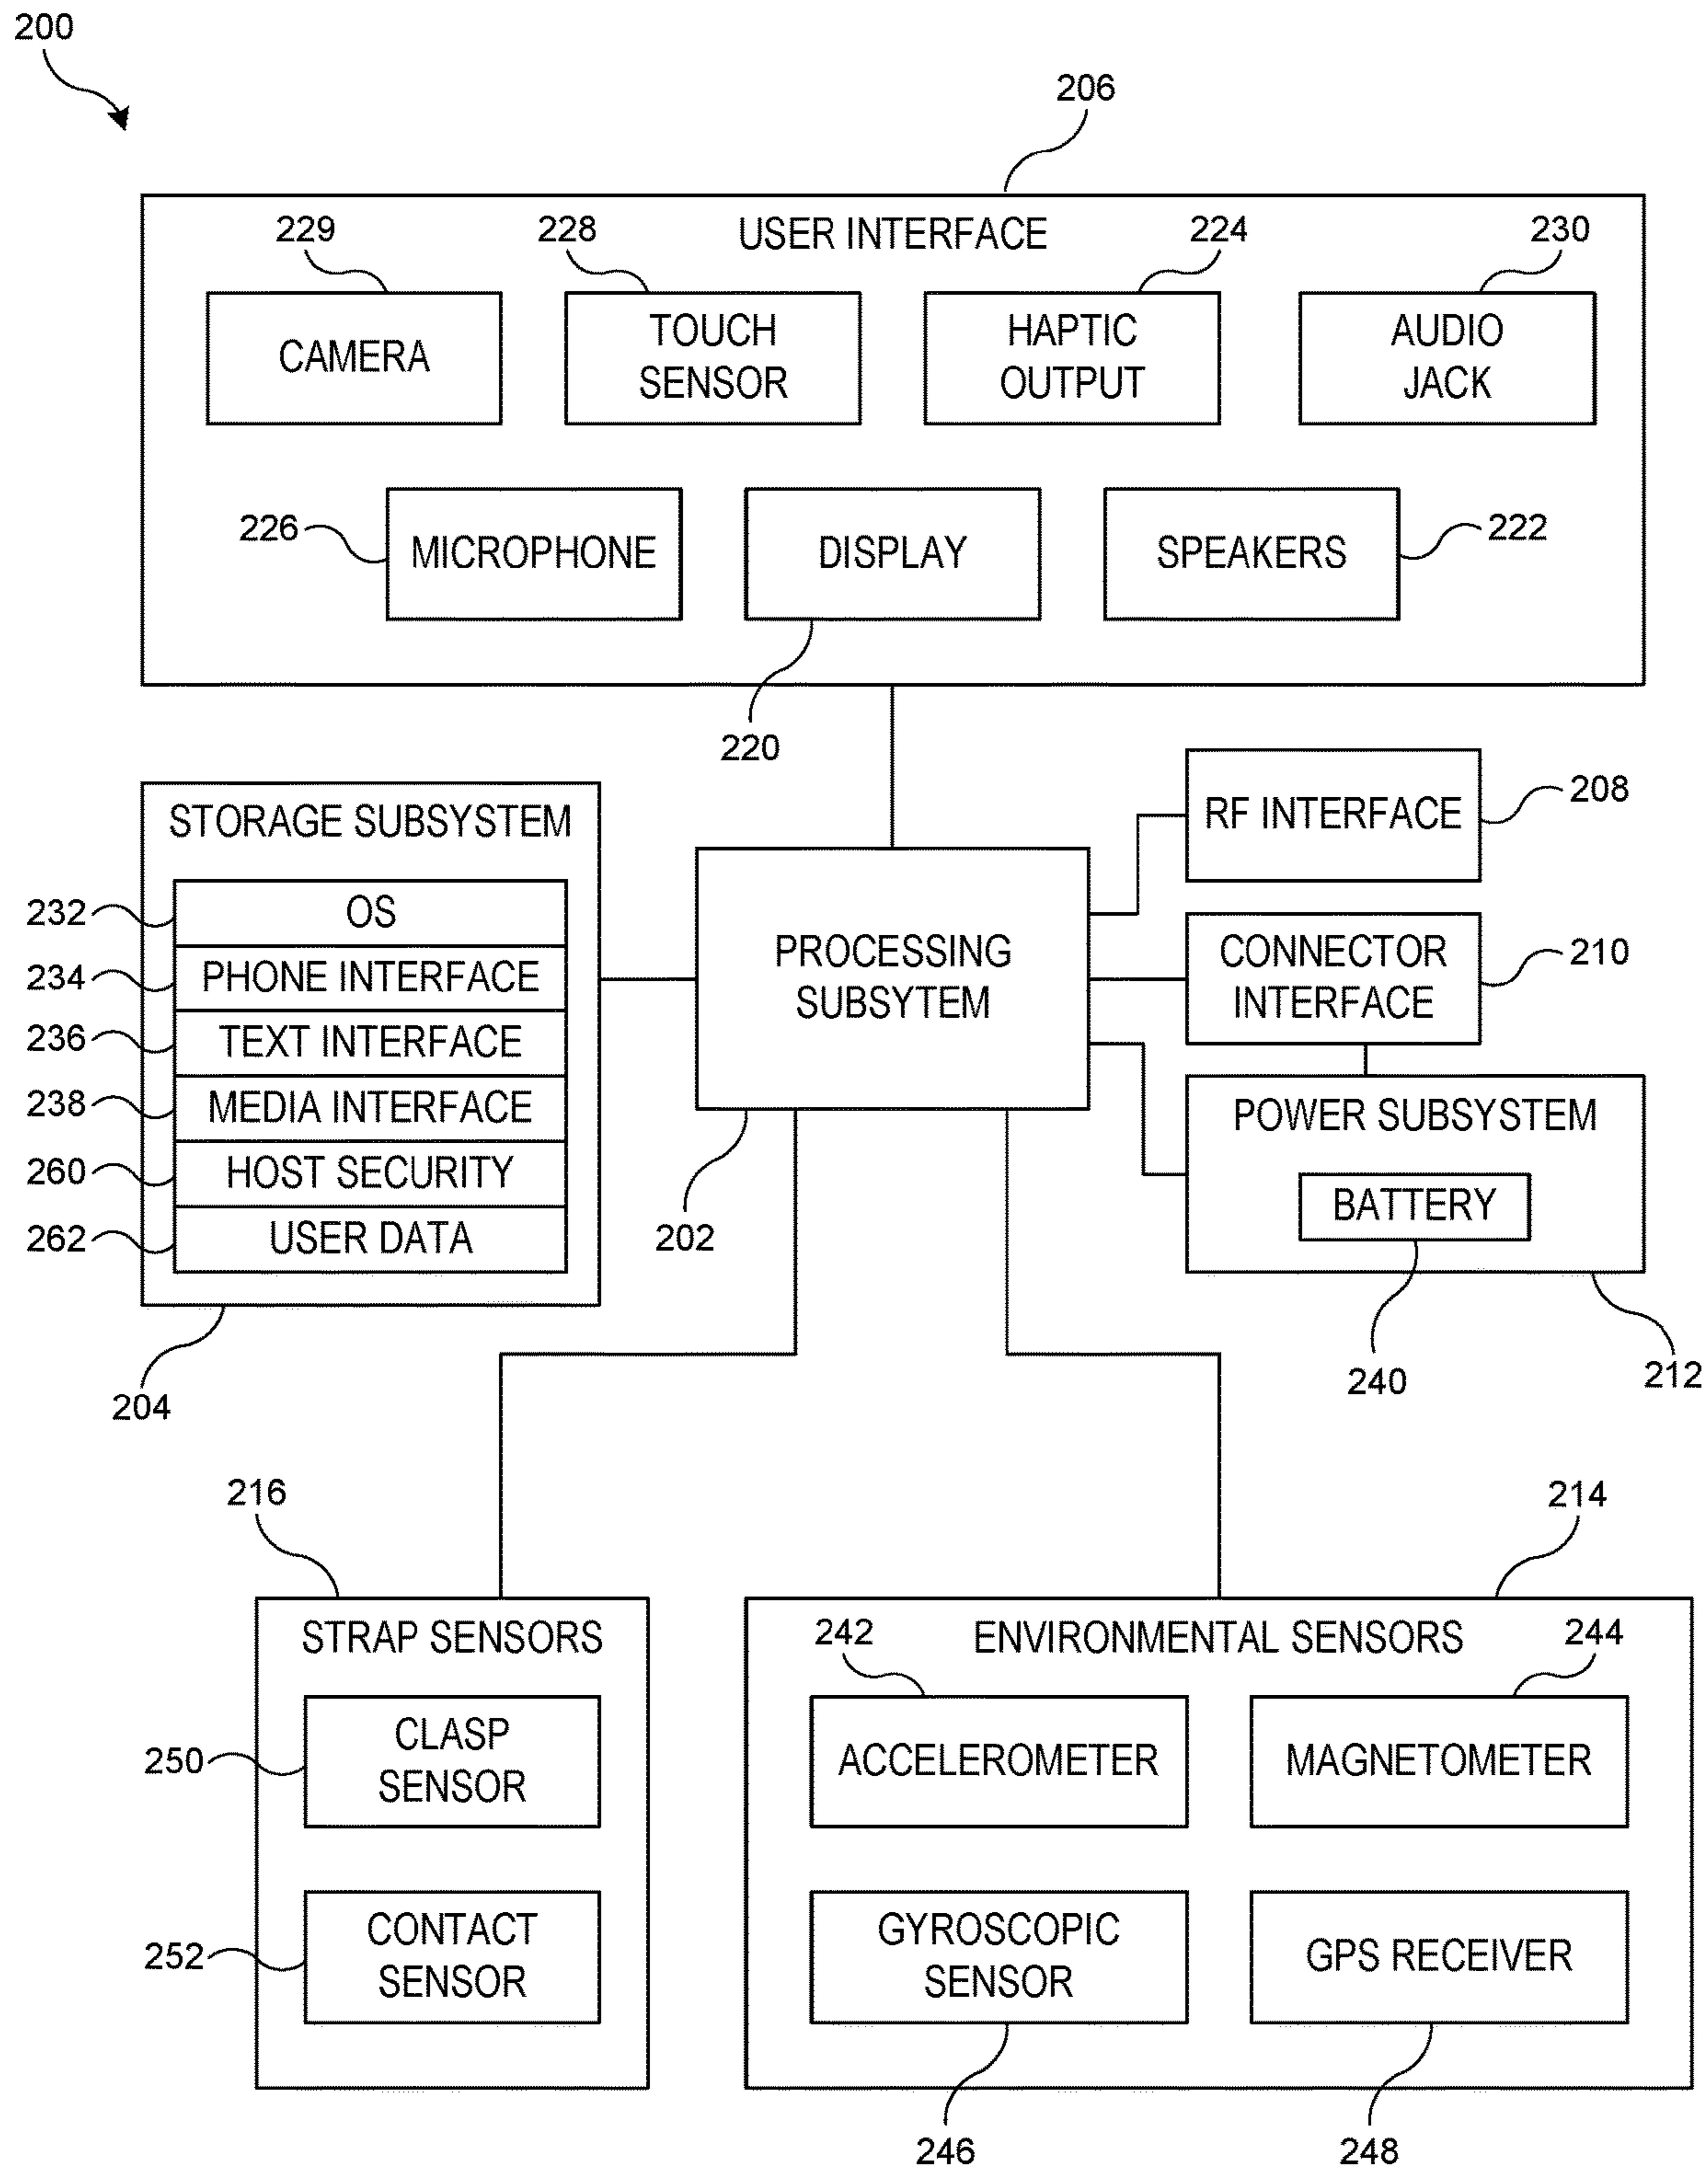 200
206
USER INTERFACE
229
228
224
230
CAMERA
TOUCH
SENSOR
HAPTIC
OUTPUT
AUDIO
JACK
226
MICROPHONE
DISPLAY
SPEAKERS
222
220
STORAGE SUBSYSTEM
232
OS
234
PHONE INTERFACE
236
TEXT INTERFACE
238
MEDIA INTERFACE
260
HOST SECURITY
262
USER DATA
204
PROCESSING
SUBSYTEM
202
RF INTERFACE
208
CONNECTOR
INTERFACE
210
POWER SUBSYSTEM
BATTERY
240
212
216
STRAP SENSORS
250
CLASP
SENSOR
252
CONTACT
SENSOR
214
ENVIRONMENTAL SENSORS
242
244
ACCELEROMETER
MAGNETOMETER
GYROSCOPIC
SENSOR
GPS RECEIVER
246
248